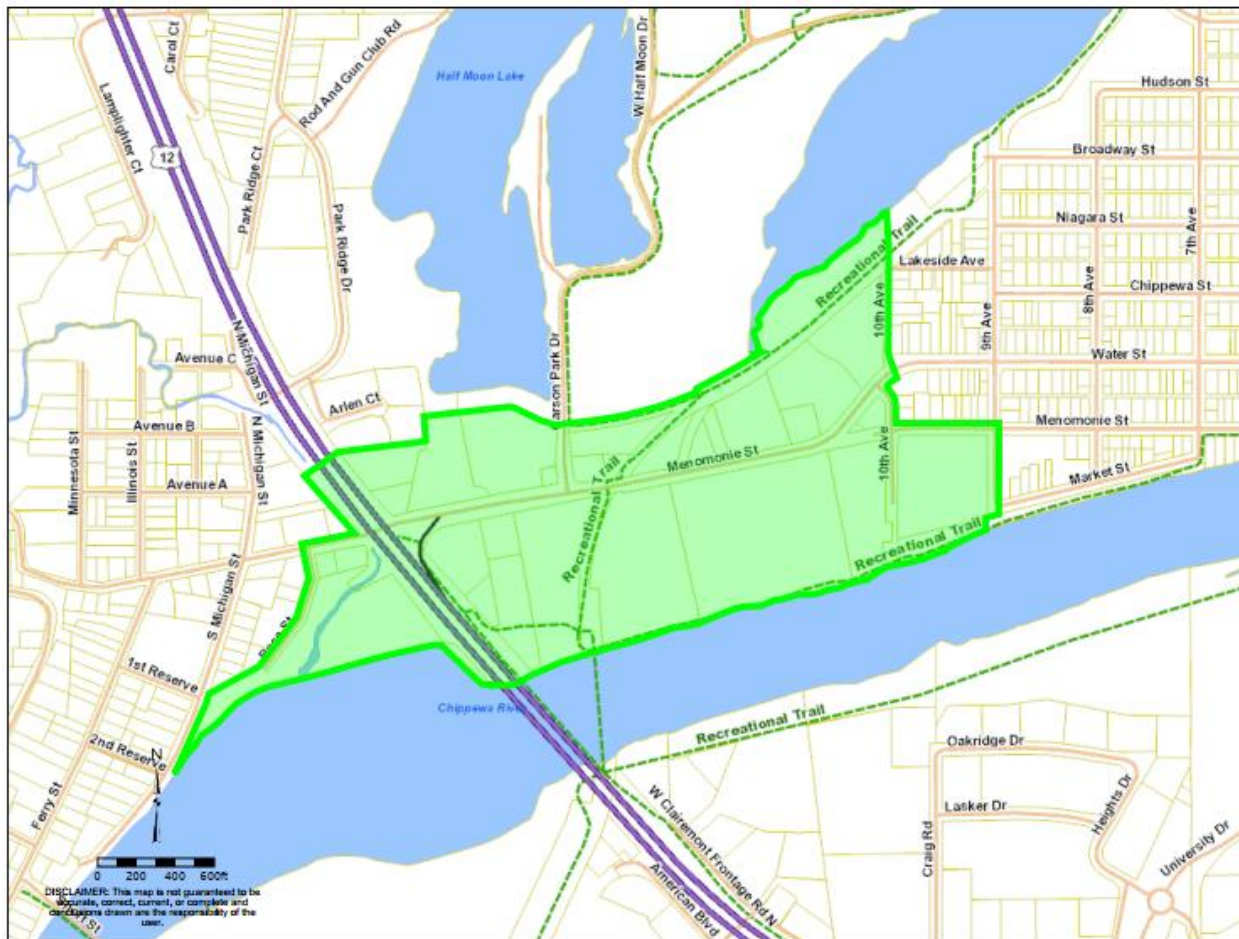 Carol Ct
Rod And Gun Club Rd
Half Moon Lake
W Half Moon Dr
Hudson St
Lamplighter Ct
12
Broadway St
Park Ridge Ct
Park Ridge Dr
Niagara St
7th Ave
Recreational Trail
Lakeside Ave
Chippewa St
8th Ave
10th Ave
9th Ave
N Michigan St
Avenue C
Water St
Arlen Ct
arson Park Dr
Minnesota St
Illinois St
Avenue B
N Michigan St
Menomonie St
Menomonie St
10th Ave
Market St
Avenue A
Recreational Trail
Recreational Trail
S Michigan St
1st Reserve
Chippewa River
Recreational Trail
2nd Reserve
N
Oakridge Dr
Ferry St
W Clairemont Frontage Rd N
Lasker Dr
Heights Dr
Craig Rd
University Dr
American Blvd
0 200 400 600ft
DISCLAIMER: This map is not guaranteed to be
accurate, correct, current, or complete and
conclusions drawn are the responsibility of the
user.